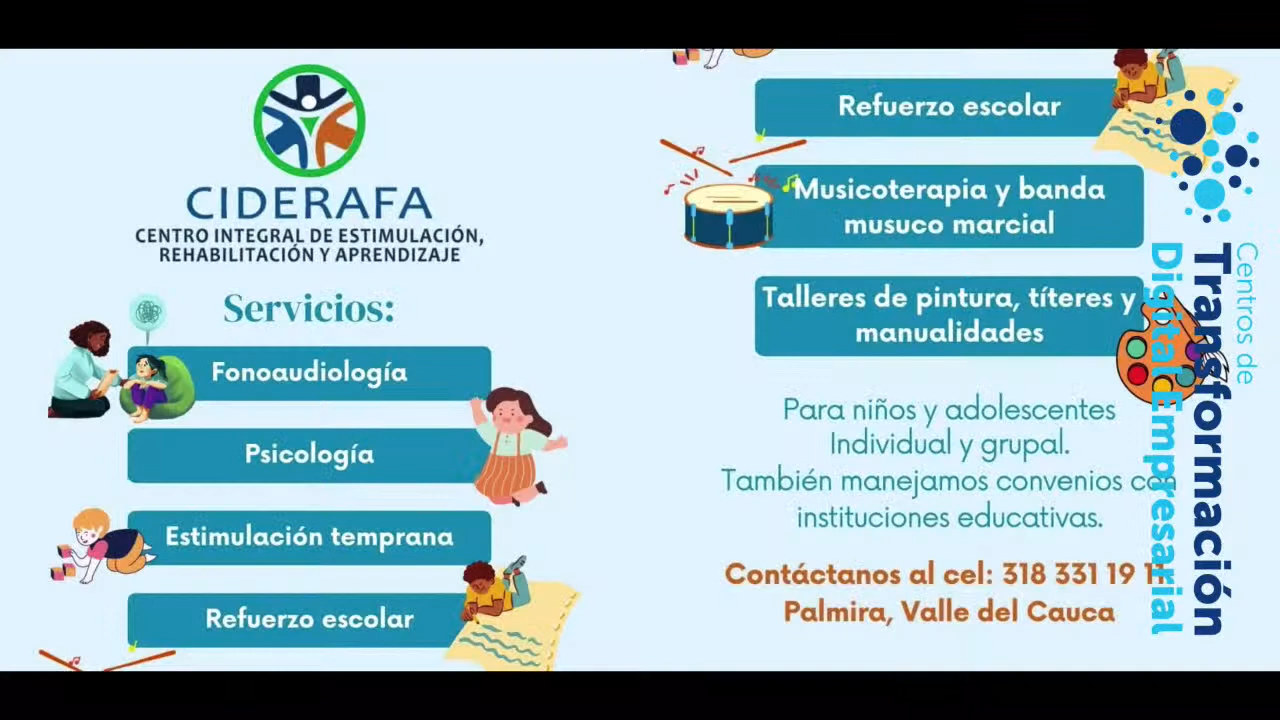 CIDERAFA
CENTRO INTEGRAL DE ESTIMULACIÓN,
REHABILITACIÓN Y APRENDIZAJE
Servicios:
Fonoaudiología
Psicología
Estimulación temprana
Refuerzo escolar
Refuerzo escolar
Musicoterapia y banda
musuco marcial
Talleres de pintura, títeres y
manualidades
Para niños y adolescentes
Individual y grupal.
También manejamos convenios con
instituciones educativas.
Contáctanos al cel: 318 331 19
Palmira, Valle del Cauca
Centros de
Transformación
Digital Empresarial